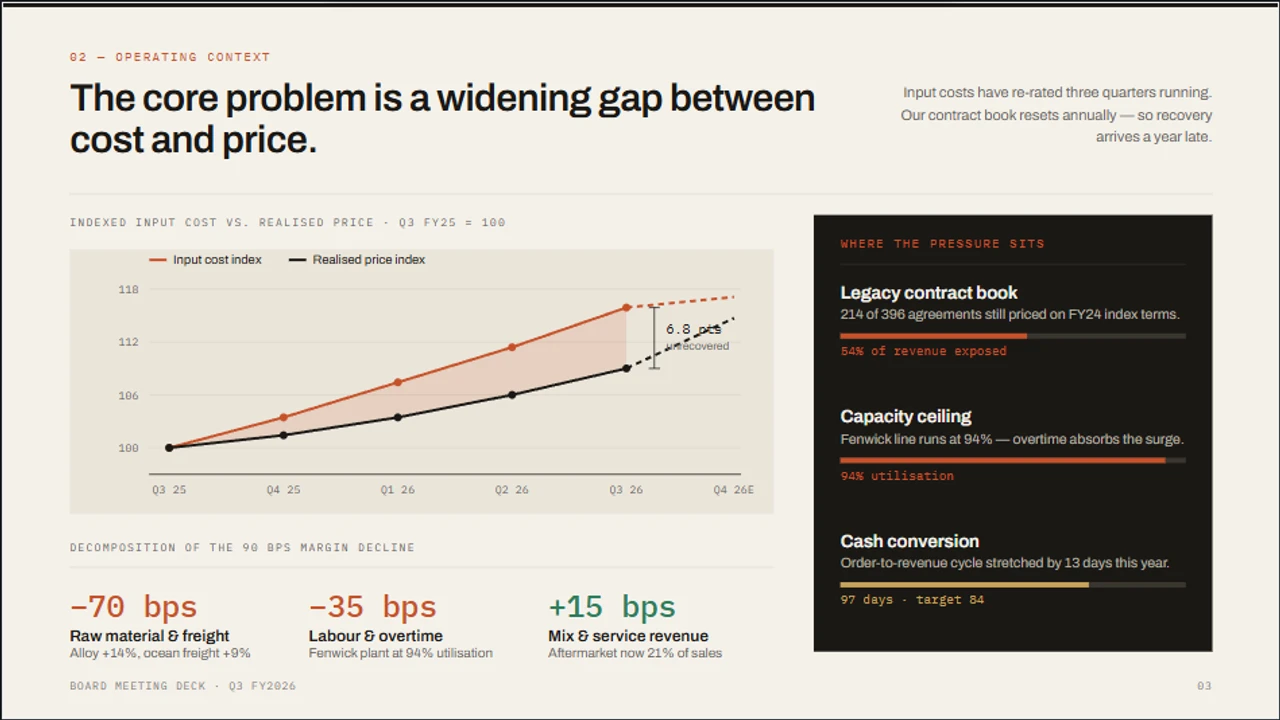 02 — OPERATING CONTEXT
The core problem is a widening gap between
cost and price.
Input costs have re-rated three quarters running.
Our contract book resets annually — so recovery
arrives a year late.
INDEXED INPUT COST VS. REALISED PRICE · Q3 FY25 = 100
Input cost index
Realised price index
118
112
106
100
6.8 pts
unrecovered
Q3 25
Q4 25
Q1 26
Q2 26
Q3 26
Q4 26E
DECOMPOSITION OF THE 90 BPS MARGIN DECLINE
−70 bps
Raw material & freight
Alloy +14%, ocean freight +9%
−35 bps
Labour & overtime
Fenwick plant at 94% utilisation
+15 bps
Mix & service revenue
Aftermarket now 21% of sales
WHERE THE PRESSURE SITS
Legacy contract book
214 of 396 agreements still priced on FY24 index terms.
54% of revenue exposed
Capacity ceiling
Fenwick line runs at 94% — overtime absorbs the surge.
94% utilisation
Cash conversion
Order-to-revenue cycle stretched by 13 days this year.
97 days · target 84
BOARD MEETING DECK · Q3 FY2026
03